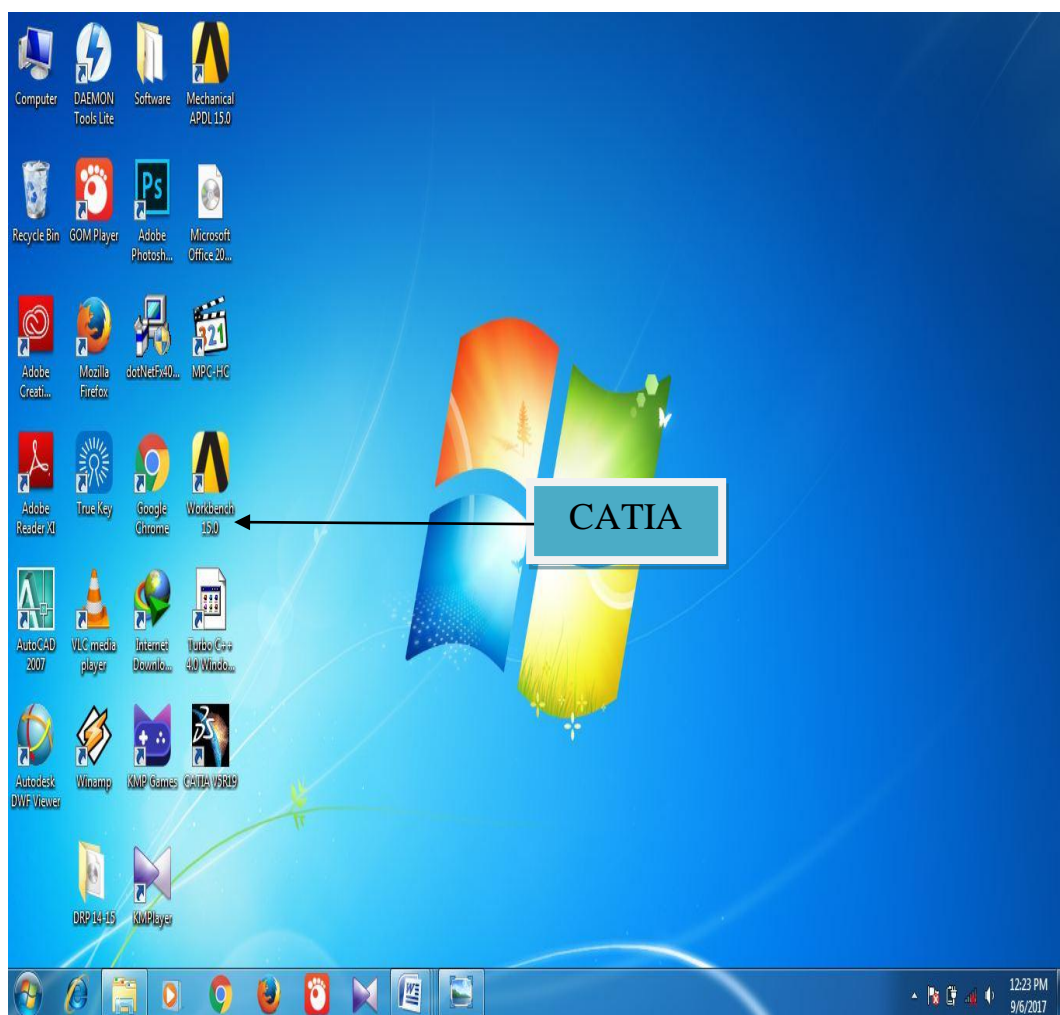 Computer
DAEMON
Tools Lite
Software
Mechanical
APDL 15.0
Recycle Bin
GOM Player
Ps
Adobe
Photosh...
Microsoft
Office 20...
Adobe
Creati...
Mozilla
Firefox
dotNetFx40...
321
MPC-HC
Adobe
Reader XI
True Key
Google
Chrome
Workbench
15.0
CATIA
AutoCAD
2007
VLC media
player
Internet
Downlo...
Turbo C++
4.0 Windo...
Autodesk
DWF Viewer
Winamp
KMP Games
CATIA V5R19
DRP 14-15
KMPlayer
W
12:23 PM
9/6/2017